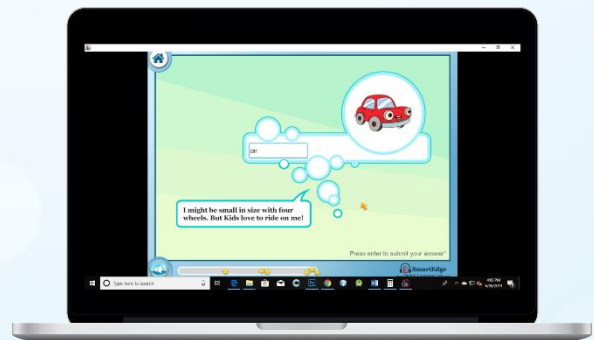 car
I might be small in size with four
wheels. But Kids love to ride on me!
Press enter to submit your answer"
SmartEdge
Type here to search